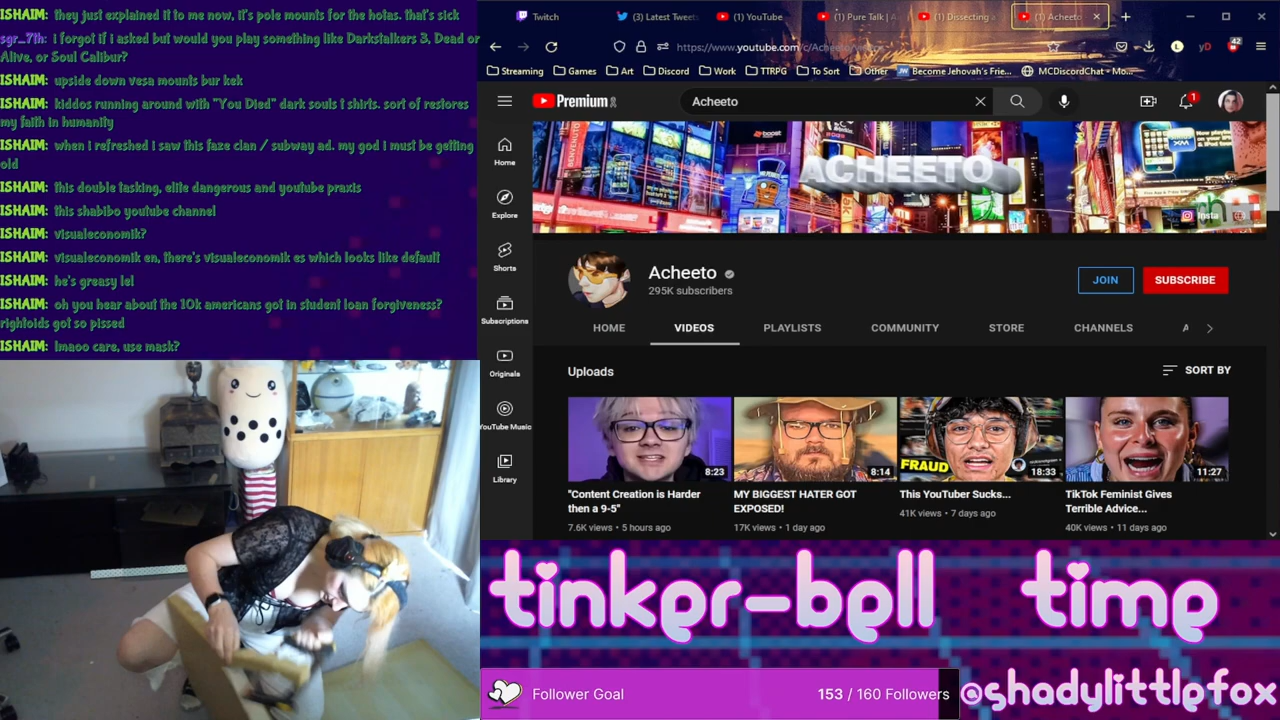 ISHAIM: they just explained it to me now, it's pole mounts for the hotas. that's sick
sgr_7th: i forgot if i asked but would you play something like Darkstalkers 3, Dead or
Alive, or Soul Calibur?
ISHAIM: upside down vesa mounts bur kek
ISHAIM: kiddos running around with "You Died" dark souls t shirts. sort of restores
my faith in humanity
ISHAIM: when i refreshed i saw this faze clan / subway ad. my god i must be getting
old
ISHAIM: this double tasking, elite dangerous and youtube praxis
ISHAIM: this shabibo youtube channel
ISHAIM: visualeconomik?
ISHAIM: visualeconomik en, there's visualeconomik es which looks like default
ISHAIM: he's greasy lel
ISHAIM: oh you hear about the 10k americans got in student loan forgiveness?
rightoids got so pissed
ISHAIM: lmaoo care, use mask?
Twitch
(3) Latest Tweets
(1) YouTube
(1) Pure Talk | A
(1) Dissecting a
(1) Acheeto
https://www.youtube.com/c/Acheeto/
42
Streaming
Games
Art
Discord
Work
TTRPG
To Sort
Other
Become Jehovah's Frie...
MCDiscordChat - Mo...
Premium
Acheeto
1
Home
Explore
Shorts
Subscriptions
Originals
YouTube Music
Library
ACHEETO
boost
Insta
Acheeto
295K subscribers
JOIN
SUBSCRIBE
HOME
VIDEOS
PLAYLISTS
COMMUNITY
STORE
CHANNELS
Uploads
SORT BY
8:23
8:14
FRAUD
18:33
11:27
"Content Creation is Harder
then a 9-5"
7.6K views • 5 hours ago
MY BIGGEST HATER GOT
EXPOSED!
17K views • 1 day ago
This YouTuber Sucks...
41K views • 7 days ago
TikTok Feminist Gives
Terrible Advice...
40K views • 11 days ago
tinker-bell time
Follower Goal
153 / 160 Followers
@shadylittlefox